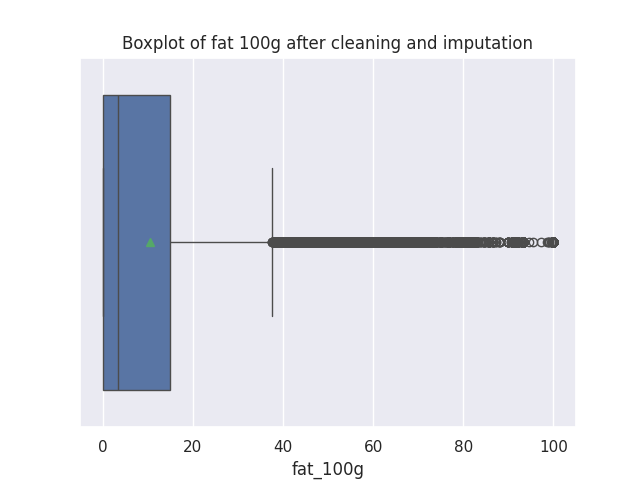 Boxplot of fat 100g after cleaning and imputation
0 20 40 60 80 100
fat_100g